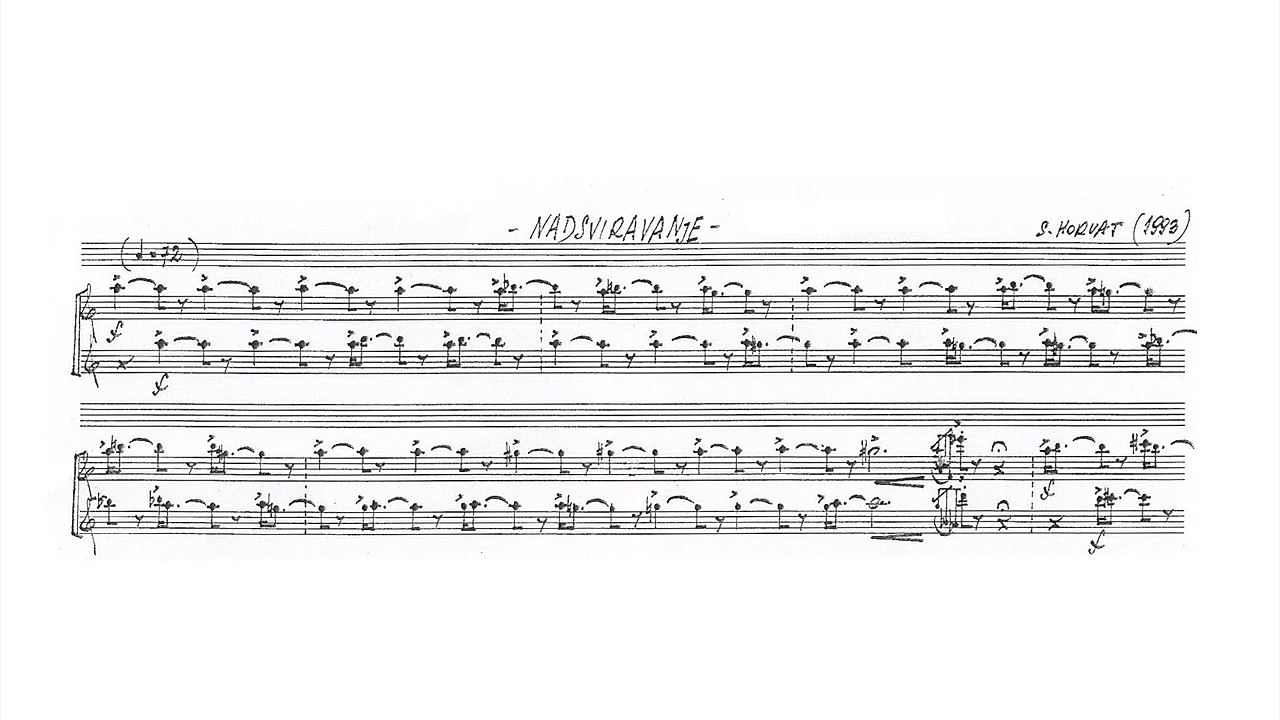 - NADSVIRAVANJE -
S. HORVAT (1993)
(♩=72)
f
f
f
f